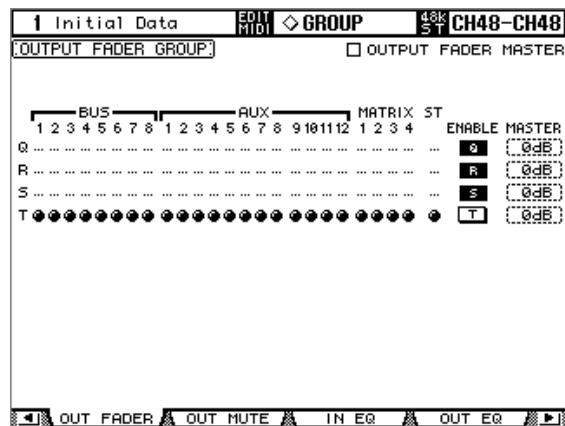 1 Initial Data EDIT MIDI ◇GROUP 48k ST CH48-CH48
OUTPUT FADER GROUP □ OUTPUT FADER MASTER
BUS AUX MATRIX ST
1 2 3 4 5 6 7 8 1 2 3 4 5 6 7 8 9 10 11 12 1 2 3 4 ENABLE MASTER
Q Q 0dB
R R 0dB
S S 0dB
T T 0dB
OUT FADER OUT MUTE IN EQ OUT EQ